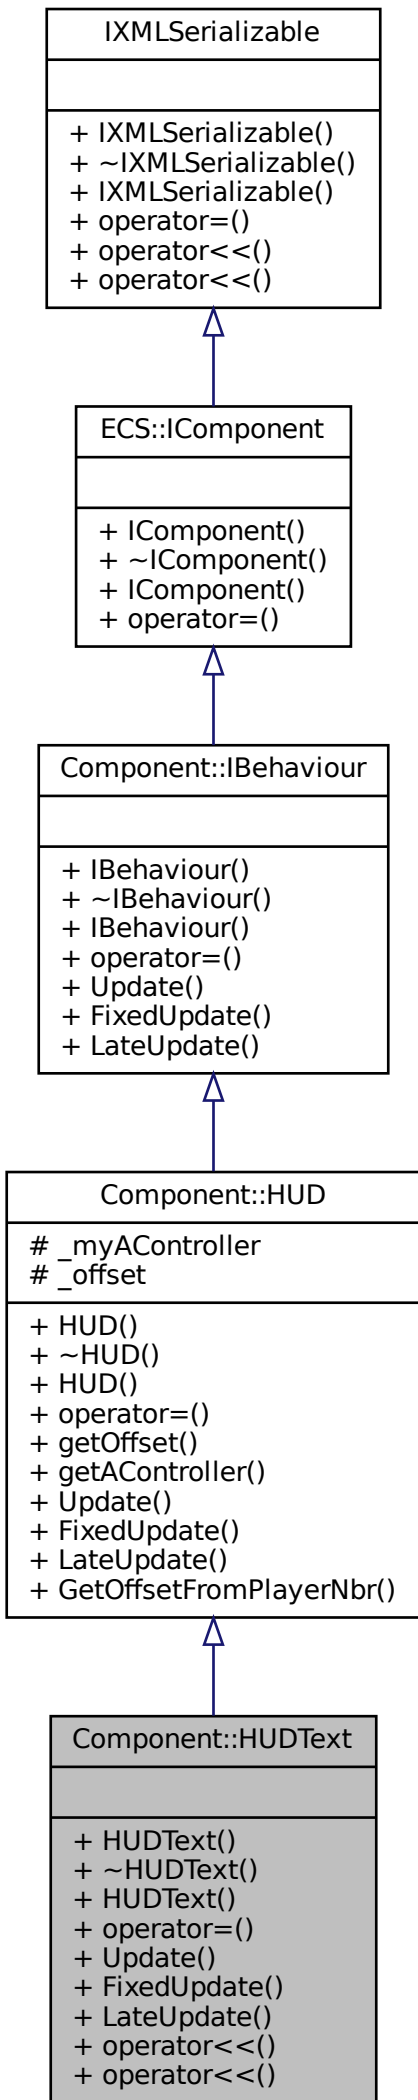 IXMLSerializable
+ IXMLSerializable()
+ ~IXMLSerializable()
+ IXMLSerializable()
+ operator=()
+ operator<<()
+ operator<<()
ECS::IComponent
+ IComponent()
+ ~IComponent()
+ IComponent()
+ operator=()
Component::IBehaviour
+ IBehaviour()
+ ~IBehaviour()
+ IBehaviour()
+ operator=()
+ Update()
+ FixedUpdate()
+ LateUpdate()
Component::HUD
# _myAController
# _offset
+ HUD()
+ ~HUD()
+ HUD()
+ operator=()
+ getOffset()
+ getAController()
+ Update()
+ FixedUpdate()
+ LateUpdate()
+ GetOffsetFromPlayerNbr()
Component::HUDText
+ HUDText()
+ ~HUDText()
+ HUDText()
+ operator=()
+ Update()
+ FixedUpdate()
+ LateUpdate()
+ operator<<()
+ operator<<()